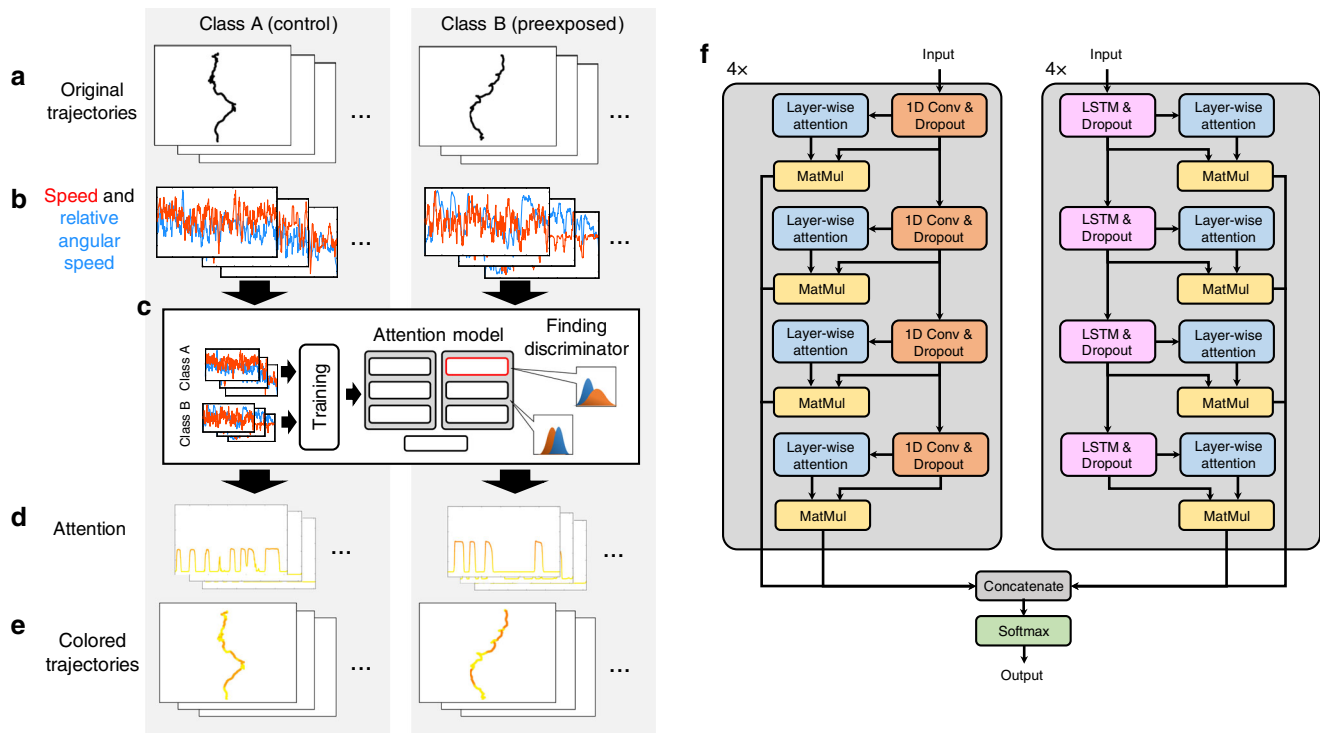 Class A (control)
Class B (preexposed)
a
Original
trajectories
...
...
b
Speed and
relative
angular
speed
...
...
c
Class A
Class B
Training
Attention model
Finding
discriminator
d
Attention
...
...
e
Colored
trajectories
...
...
f
4×
Input
Layer-wise
attention
1D Conv &
Dropout
MatMul
Layer-wise
attention
1D Conv &
Dropout
MatMul
Layer-wise
attention
1D Conv &
Dropout
MatMul
Layer-wise
attention
1D Conv &
Dropout
MatMul
4×
Input
LSTM &
Dropout
Layer-wise
attention
MatMul
LSTM &
Dropout
Layer-wise
attention
MatMul
LSTM &
Dropout
Layer-wise
attention
MatMul
LSTM &
Dropout
Layer-wise
attention
MatMul
Concatenate
Softmax
Output